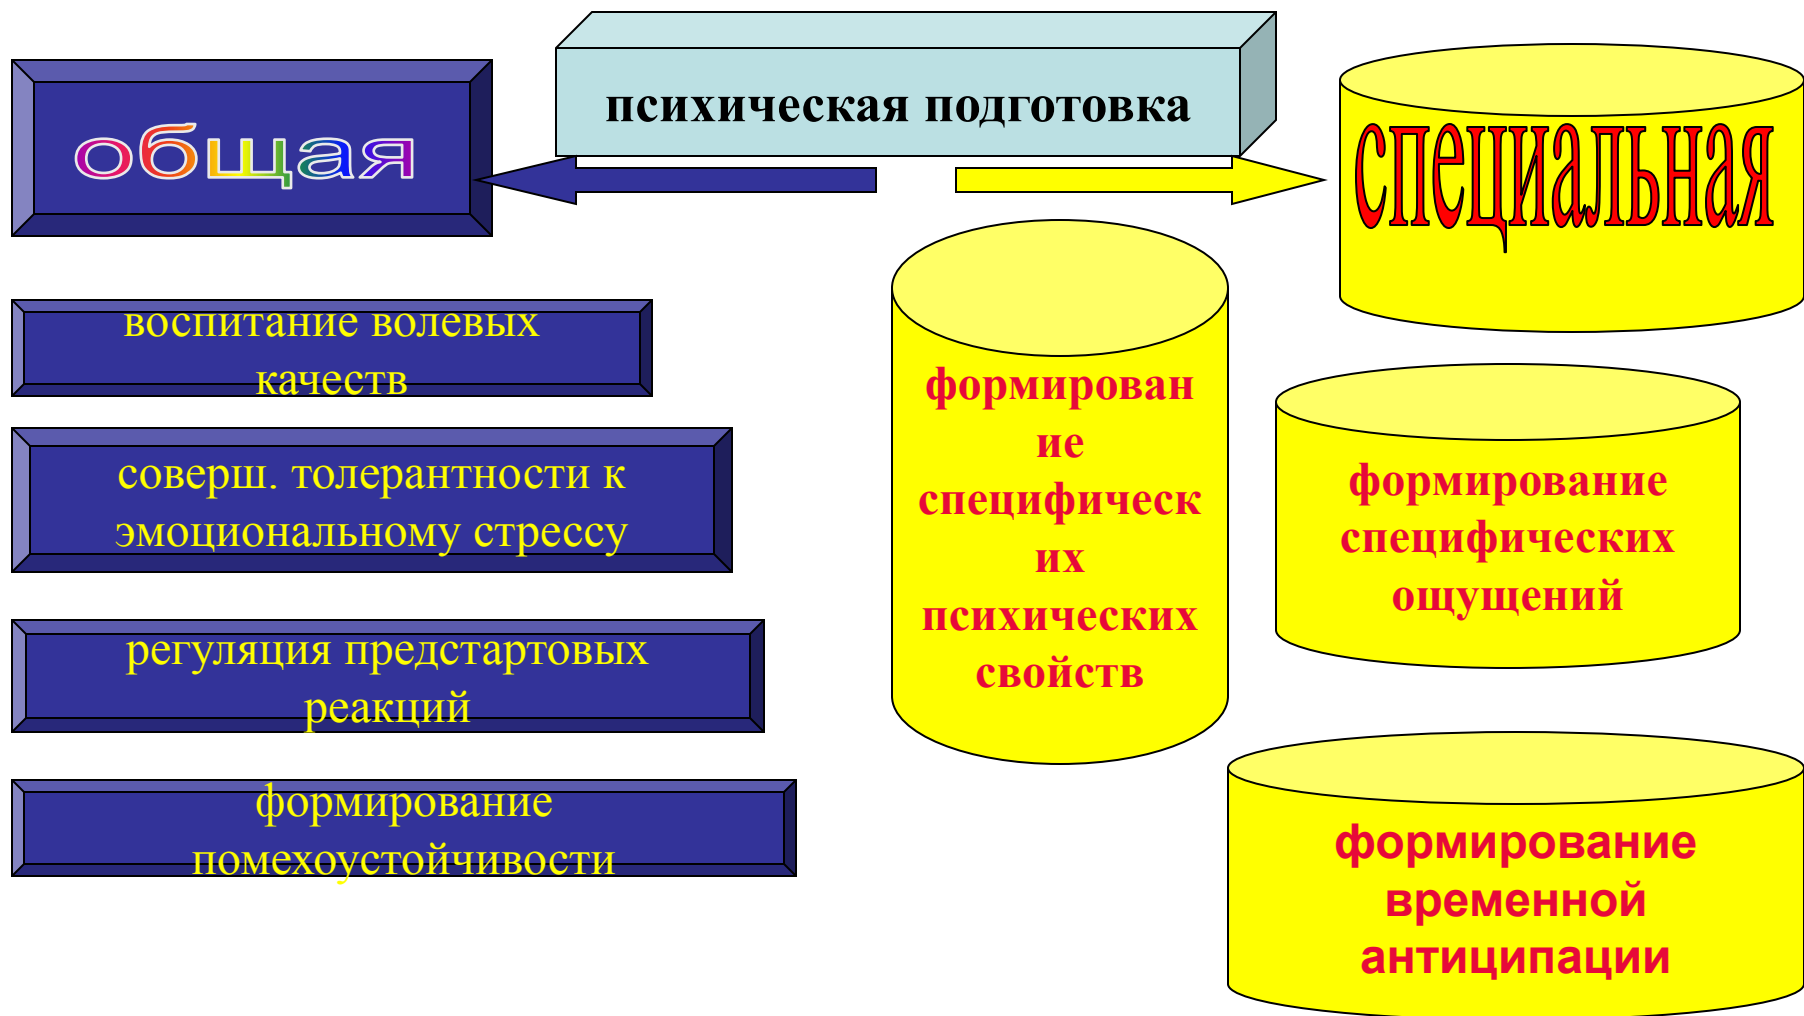 психическая подготовка
общая
специальная
воспитание волевых
качеств
соверш. толерантности к
эмоциональному стрессу
регуляция предстартовых
реакций
формирование
помехоустойчивости
формирован
ие
специфическ
их
психических
свойств
формирование
специфических
ощущений
формирование
временной
антиципации